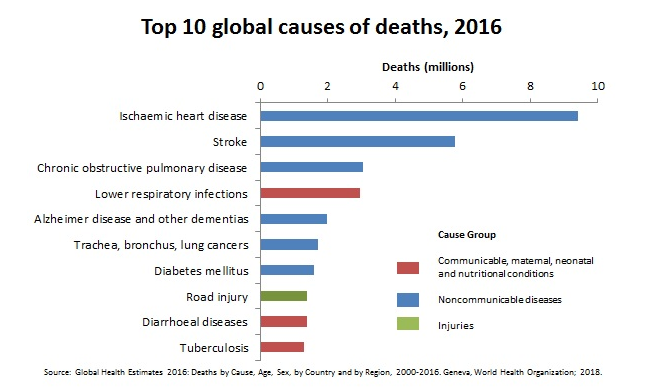 Top 10 global causes of deaths, 2016
Deaths (millions)
0 2 4 6 8 10
Ischaemic heart disease
Stroke
Chronic obstructive pulmonary disease
Lower respiratory infections
Alzheimer disease and other dementias
Trachea, bronchus, lung cancers
Diabetes mellitus
Road injury
Diarrhoeal diseases
Tuberculosis
Cause Group
Communicable, maternal, neonatal
and nutritional conditions
Noncommunicable diseases
Injuries
Source: Global Health Estimates 2016: Deaths by Cause, Age, Sex, by Country and by Region, 2000-2016. Geneva, World Health Organization; 2018.